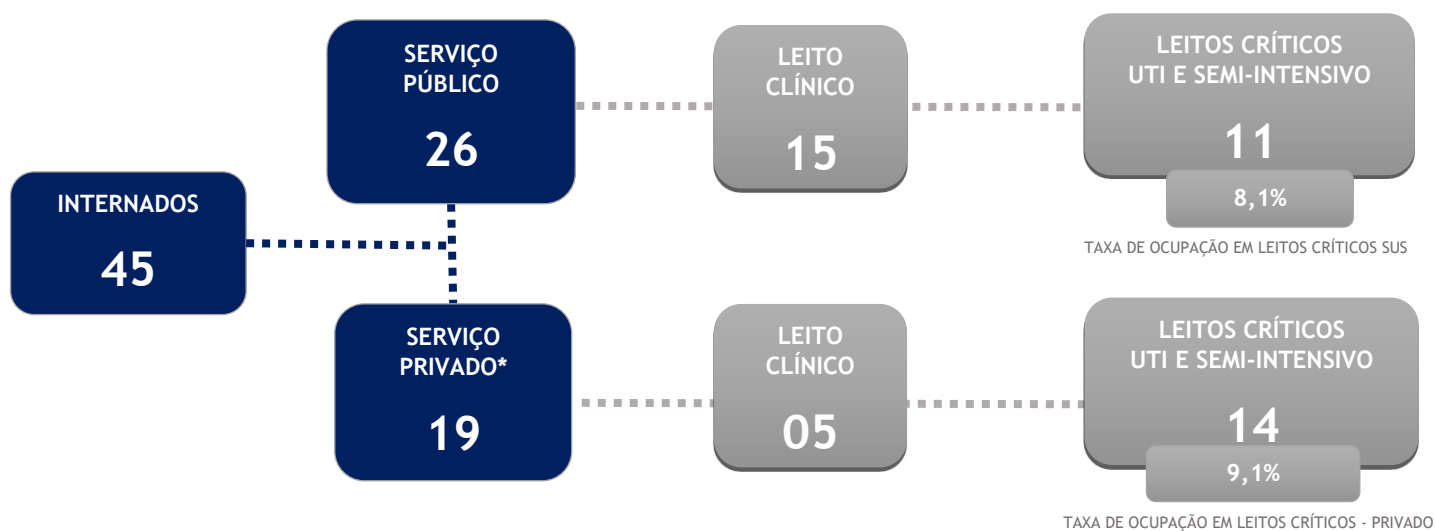 INTERNADOS
45
SERVIÇO
PÚBLICO
26
LEITO
CLÍNICO
15
LEITOS CRÍTICOS
UTI E SEMI-INTENSIVO
11
8,1%
TAXA DE OCUPAÇÃO EM LEITOS CRÍTICOS SUS
SERVIÇO
PRIVADO*
19
LEITO
CLÍNICO
05
LEITOS CRÍTICOS
UTI E SEMI-INTENSIVO
14
9,1%
TAXA DE OCUPAÇÃO EM LEITOS CRÍTICOS - PRIVADO